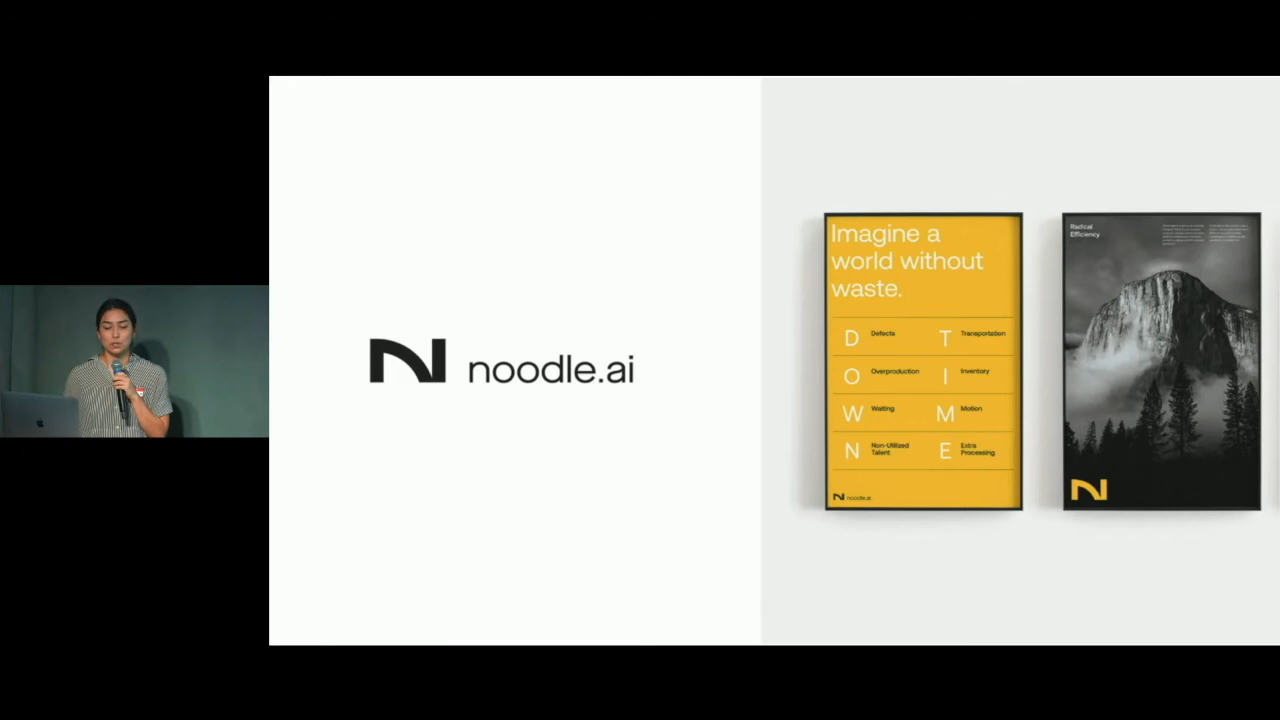 noodle.ai
Imagine a
world without
waste.
D Defects
T Transportation
O Overproduction
I Inventory
W Waiting
M Motion
N Non-Utilized
Talent
E Extra
Processing
noodle.ai
Radical
Efficiency